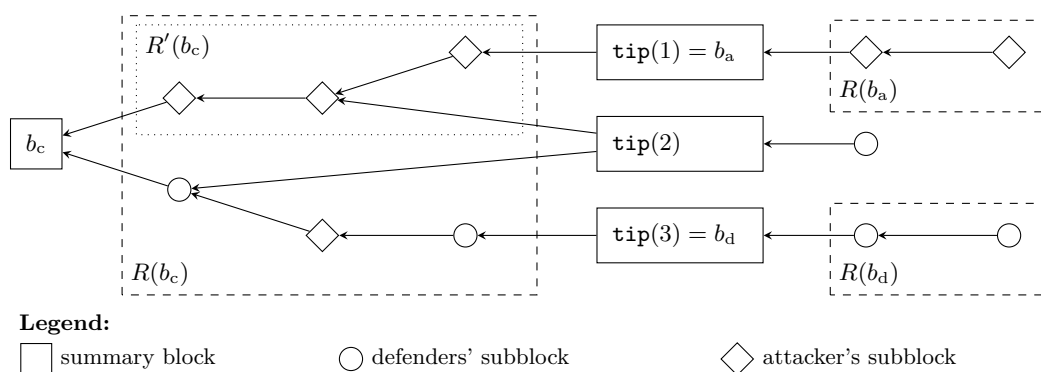 R′(b_c)
tip(1) = b_a
R(b_a)
b_c
tip(2)
tip(3) = b_d
R(b_c)
R(b_d)
Legend:
summary block
defenders' subblock
attacker's subblock